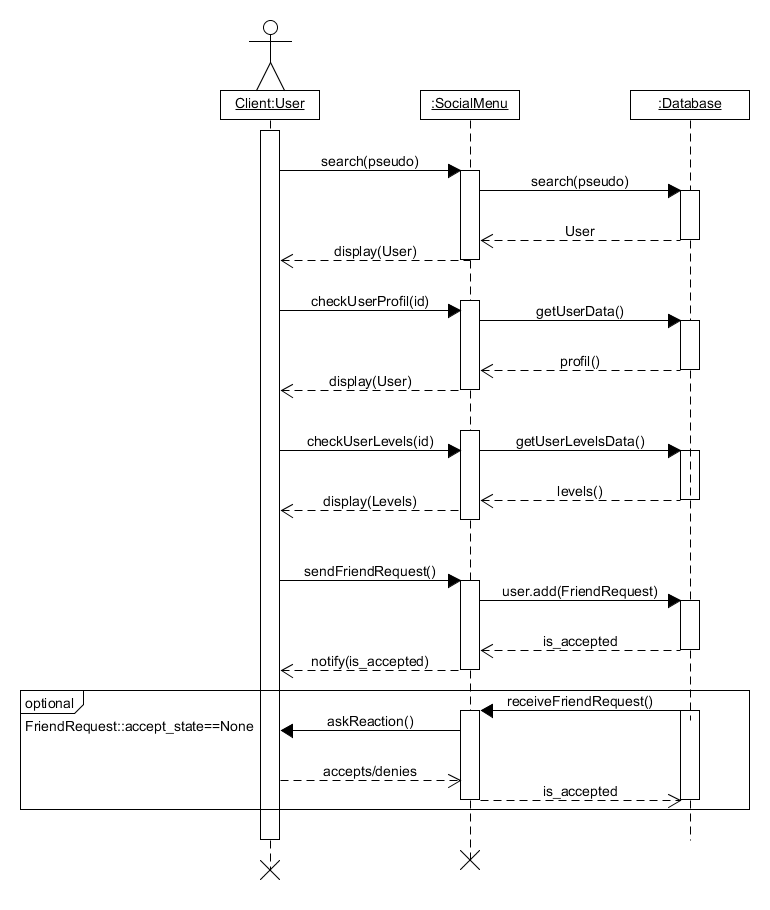 Client:User
:SocialMenu
:Database
search(pseudo)
search(pseudo)
User
display(User)
checkUserProfil(id)
getUserData()
profil()
display(User)
checkUserLevels(id)
getUserLevelsData()
levels()
display(Levels)
sendFriendRequest()
user.add(FriendRequest)
is_accepted
notify(is_accepted)
optional
receiveFriendRequest()
FriendRequest::accept_state==None
askReaction()
accepts/denies
is_accepted